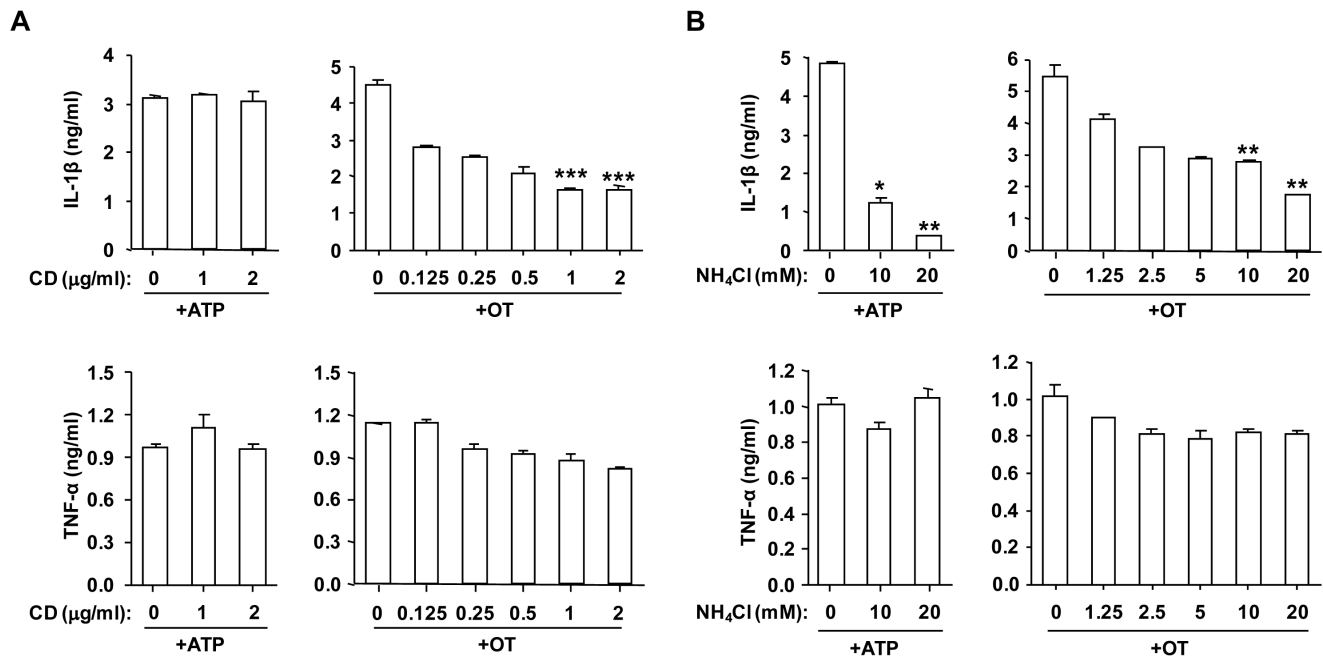 A
B
IL-1β (ng/ml)
4
3
2
1
0
CD (μg/ml): 0 1 2
+ATP
5
4
3
2
1
0
*** ***
0 0.125 0.25 0.5 1 2
+OT
IL-1β (ng/ml)
5
4
3
2
1
0
* **
NH₄Cl (mM): 0 10 20
+ATP
6
5
4
3
2
1
0
** **
0 1.25 2.5 5 10 20
+OT
TNF-α (ng/ml)
1.5
1.2
0.9
0.6
0.3
0.0
CD (μg/ml): 0 1 2
+ATP
1.5
1.2
0.9
0.6
0.3
0.0
0 0.125 0.25 0.5 1 2
+OT
TNF-α (ng/ml)
1.2
1.0
0.8
0.6
0.4
0.2
0.0
NH₄Cl (mM): 0 10 20
+ATP
1.2
1.0
0.8
0.6
0.4
0.2
0.0
0 1.25 2.5 5 10 20
+OT